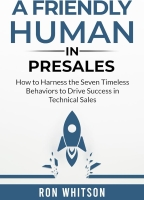 A FRIENDLY
HUMAN
IN
PRESALES
How to Harness the Seven Timeless
Behaviors to Drive Success in
Technical Sales
RON WHITSON